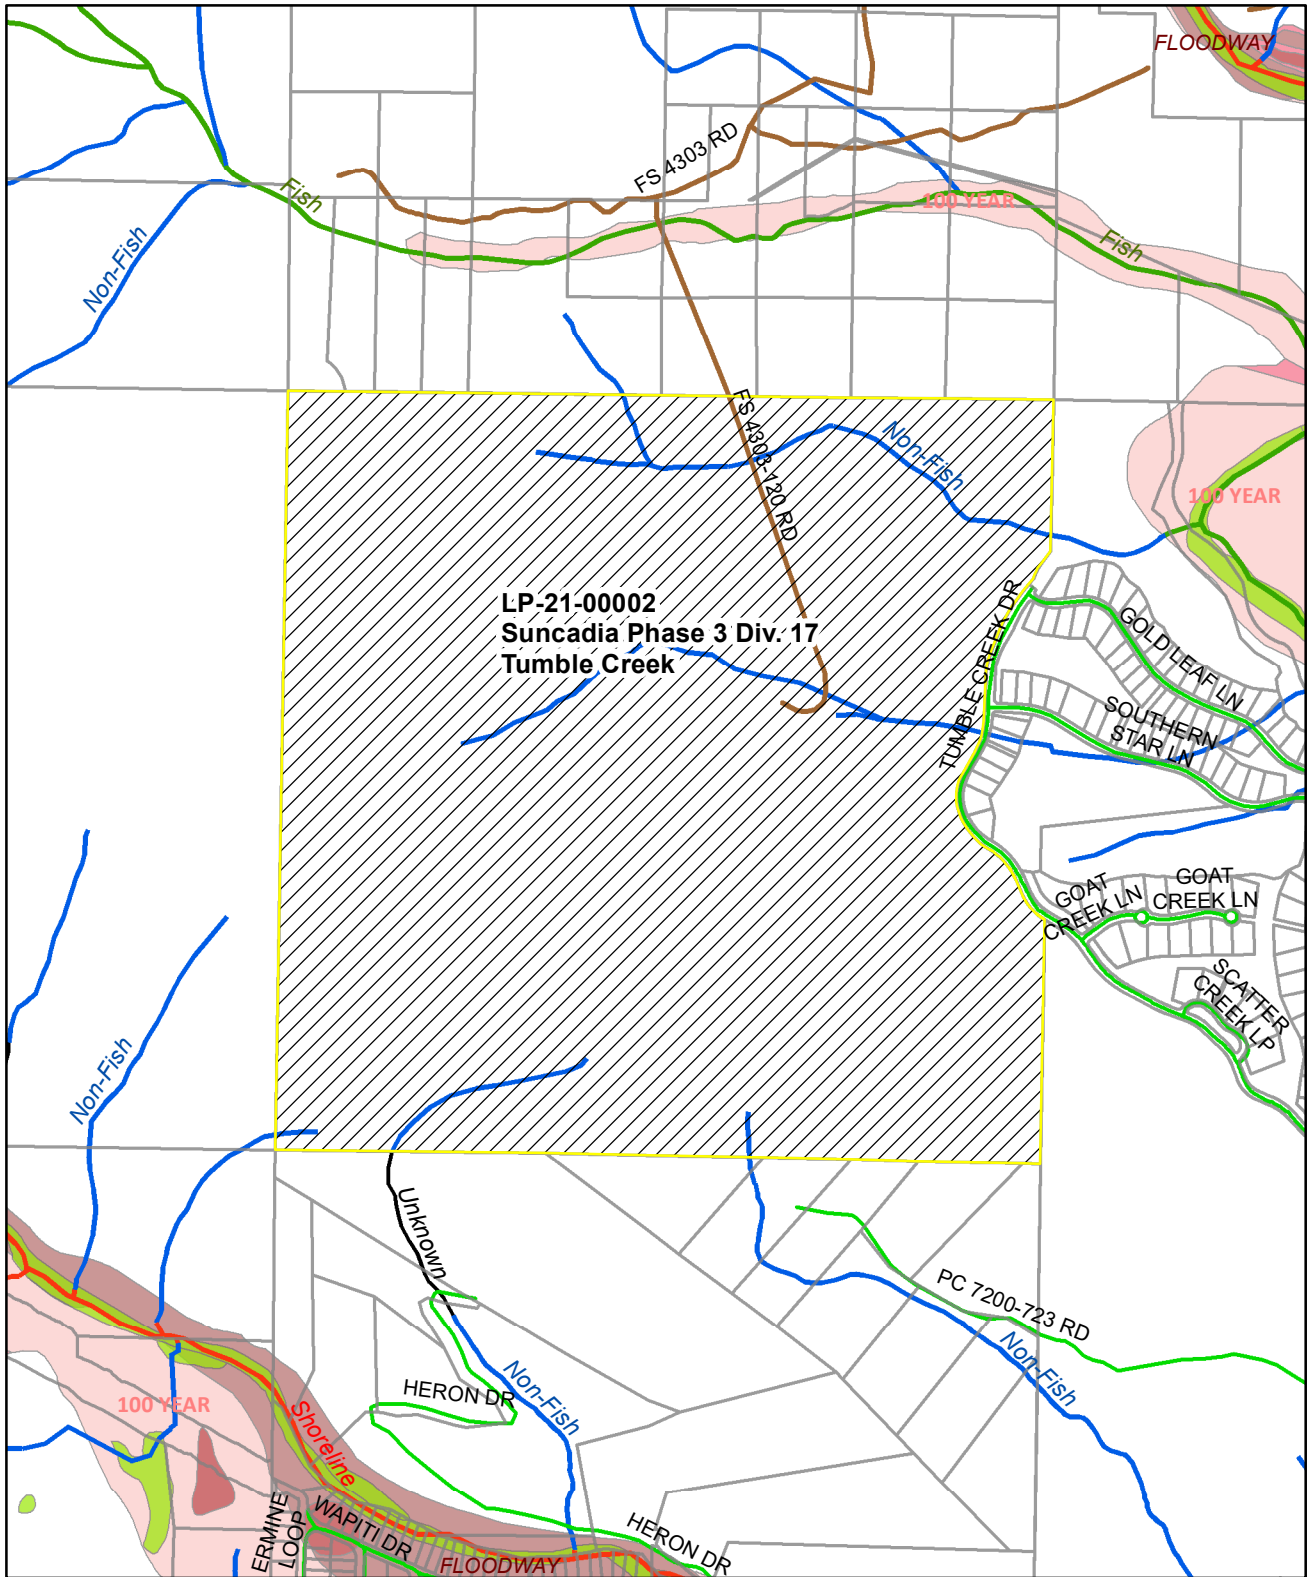 FLOODWAY
FS 4303 RD
Fish
100 YEAR
Non-Fish
Fish
FS 4303-120 RD
Non-Fish
100 YEAR
LP-21-00002
Suncadia Phase 3 Div. 17
Tumble Creek
TUMBLE CREEK DR
GOLD LEAF LN
SOUTHERN
STAR LN
GOAT
CREEK LN
GOAT
CREEK LN
SCATTER
CREEK LP
Non-Fish
Unknown
PC 7200-723 RD
Non-Fish
HERON DR
Non-Fish
100 YEAR
Shoreline
ERMINE
LOOP
WAPITI DR
HERON DR
FLOODWAY